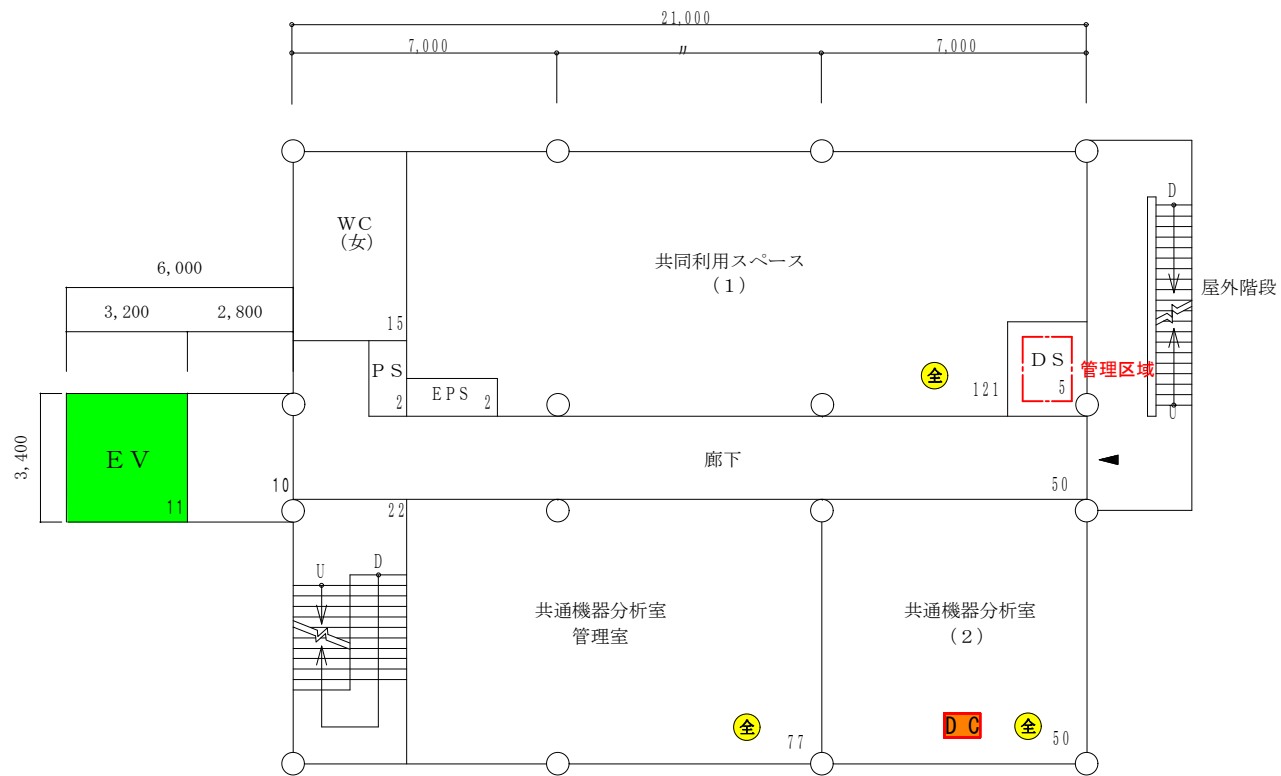 21,000
7,000
〃
7,000
D
WC
(女)
共同利用スペース
(1)
6,000
屋外階段
3,200
2,800
15
PS
DS
管理区域
全
2
EPS
2
121
5
U
3,400
EV
廊下
11
10
50
22
U
D
共通機器分析室
管理室
共通機器分析室
(2)
全
DC
全
77
50